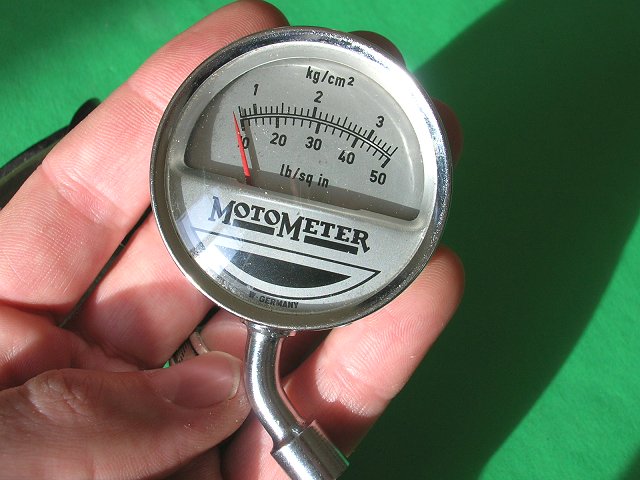 kg/cm²
1 2 3
10 20 30 40 50
lb/sq in
MOTOMETER
W. GERMANY